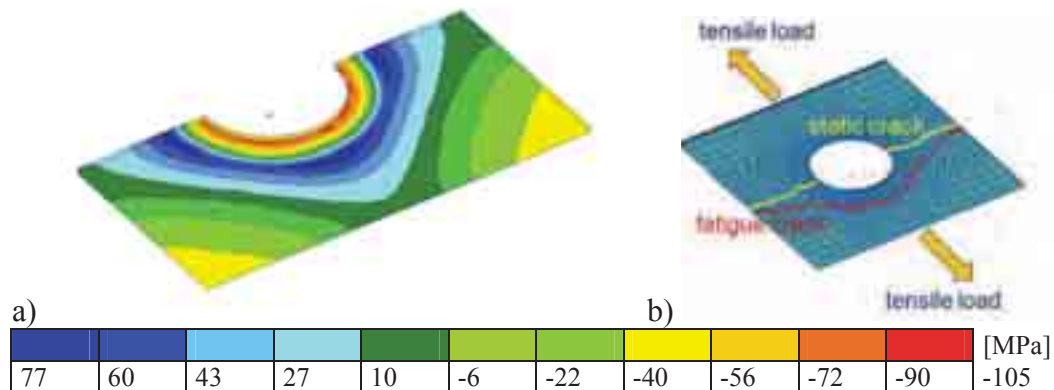 tensile load
static crack
fatigue crack
tensile load
a)
b)
[MPa]
77 60 43 27 10 -6 -22 -40 -56 -72 -90 -105